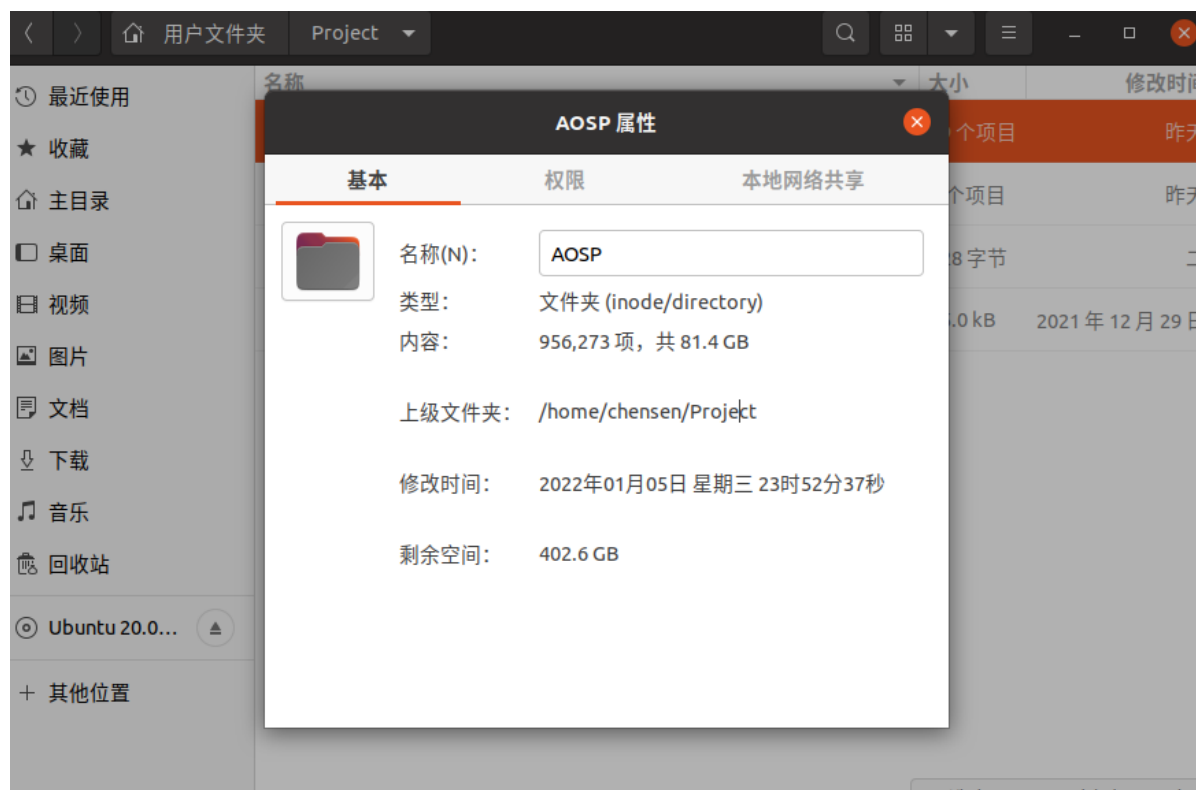 用户文件夹 Project
名称 大小 修改时间
最近使用
收藏
主目录
桌面
视频
图片
文档
下载
音乐
回收站
Ubuntu 20.0...
+ 其他位置
AOSP 属性
基本 权限 本地网络共享
名称(N): AOSP
类型: 文件夹 (inode/directory)
内容: 956,273 项，共 81.4 GB
上级文件夹: /home/chensen/Project
修改时间: 2022年01月05日 星期三 23时52分37秒
剩余空间: 402.6 GB
个项目 昨天
个项目 昨天
8 字节
.0 kB 2021 年 12 月 29 日